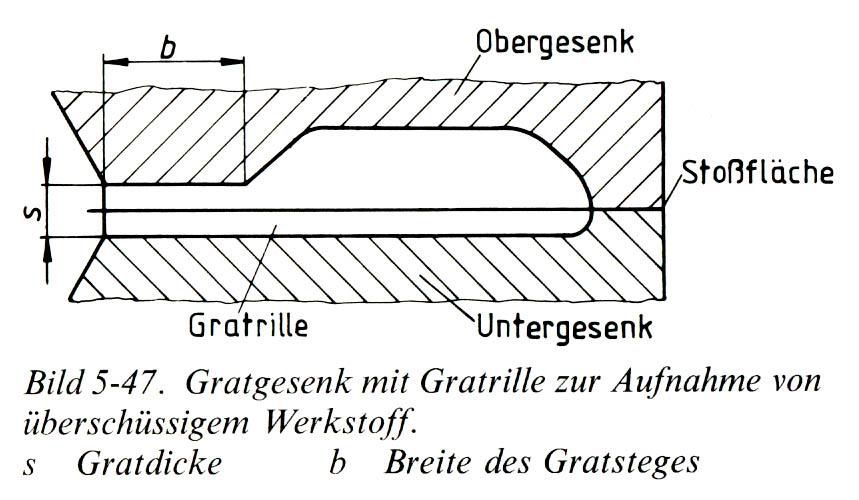 b
Obergesenk
Stoßfläche
s
Gratrille
Untergesenk
Bild 5-47. Gratgesenk mit Gratrille zur Aufnahme von
überschüssigem Werkstoff.
s Gratdicke b Breite des Gratsteges